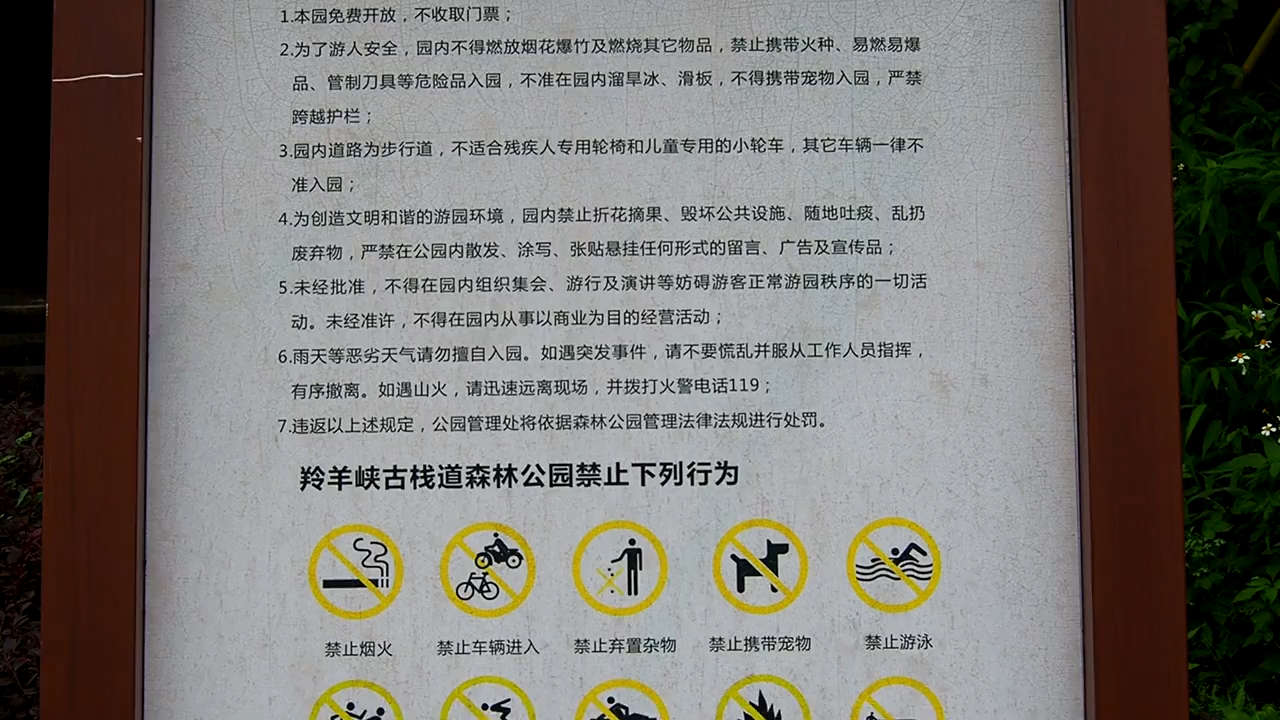 1.本园免费开放，不收取门票；
2.为了游人安全，园内不得燃放烟花爆竹及燃烧其它物品，禁止携带火种、易燃易爆
品、管制刀具等危险品入园，不准在园内溜旱冰、滑板，不得携带宠物入园，严禁
跨越护栏；
3.园内道路为步行道，不适合残疾人专用轮椅和儿童专用的小轮车，其它车辆一律不
准入园；
4.为创造文明和谐的游园环境，园内禁止折花摘果、毁坏公共设施、随地吐痰、乱扔
废弃物，严禁在公园内散发、涂写、张贴悬挂任何形式的留言、广告及宣传品；
5.未经批准，不得在园内组织集会、游行及演讲等妨碍游客正常游园秩序的一切活
动。未经准许，不得在园内从事以商业为目的经营活动；
6.雨天等恶劣天气请勿擅自入园。如遇突发事件，请不要慌乱并服从工作人员指挥，
有序撤离。如遇山火，请迅速远离现场，并拨打火警电话119；
7.违返以上述规定，公园管理处将依据森林公园管理法律法规进行处罚。
羚羊峡古栈道森林公园禁止下列行为
禁止烟火 禁止车辆进入 禁止弃置杂物 禁止携带宠物 禁止游泳